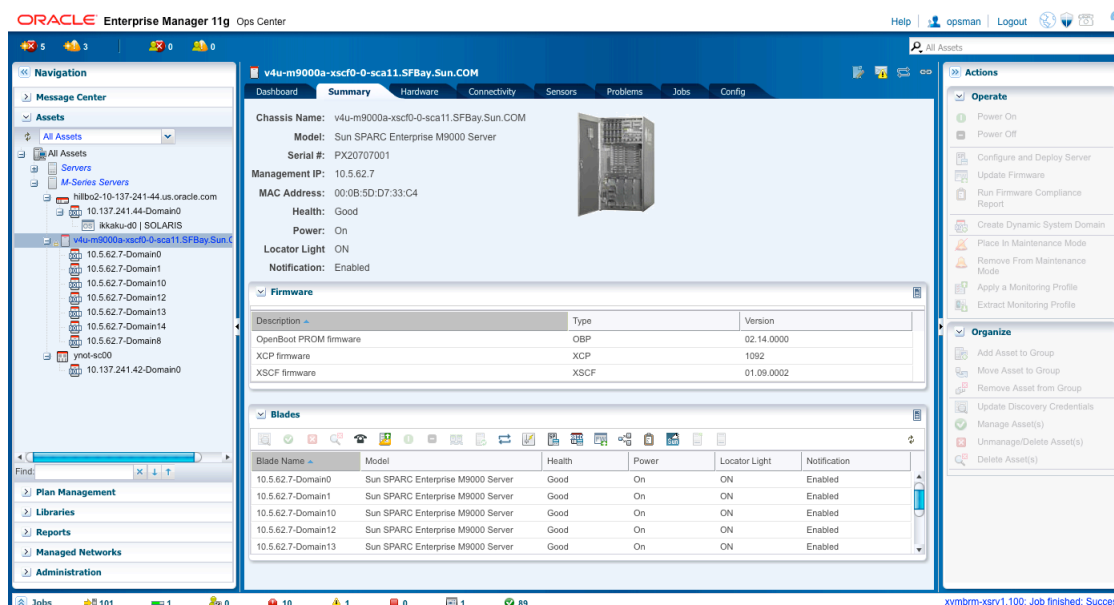 ORACLE Enterprise Manager 11g Ops Center
Help opsman Logout
5 3 0 0
All Assets
Navigation
Message Center
Assets
All Assets
All Assets
Servers
M-Series Servers
hillbo2-10-137-241-44.us.oracle.com
10.137.241.44-Domain0
ikkaku-d0 | SOLARIS
v4u-m9000a-xscf0-0-sca11.SFBay.Sun.C
10.5.62.7-Domain0
10.5.62.7-Domain1
10.5.62.7-Domain10
10.5.62.7-Domain12
10.5.62.7-Domain13
10.5.62.7-Domain14
10.5.62.7-Domain8
ynot-sc00
10.137.241.42-Domain0
Find:
Plan Management
Libraries
Reports
Managed Networks
Administration
v4u-m9000a-xscf0-0-sca11.SFBay.Sun.COM
Dashboard Summary Hardware Connectivity Sensors Problems Jobs Config
Chassis Name: v4u-m9000a-xscf0-0-sca11.SFBay.Sun.COM
Model: Sun SPARC Enterprise M9000 Server
Serial #: PX20707001
Management IP: 10.5.62.7
MAC Address: 00:0B:5D:D7:33:C4
Health: Good
Power: On
Locator Light ON
Notification: Enabled
Firmware
Description Type Version
OpenBoot PROM firmware OBP 02.14.0000
XCP firmware XCP 1092
XSCF firmware XSCF 01.09.0002
Blades
Blade Name Model Health Power Locator Light Notification
10.5.62.7-Domain0 Sun SPARC Enterprise M9000 Server Good On ON Enabled
10.5.62.7-Domain1 Sun SPARC Enterprise M9000 Server Good On ON Enabled
10.5.62.7-Domain10 Sun SPARC Enterprise M9000 Server Good On ON Enabled
10.5.62.7-Domain12 Sun SPARC Enterprise M9000 Server Good On ON Enabled
10.5.62.7-Domain13 Sun SPARC Enterprise M9000 Server Good On ON Enabled
Actions
Operate
Power On
Power Off
Configure and Deploy Server
Update Firmware
Run Firmware Compliance
Report
Create Dynamic System Domain
Place In Maintenance Mode
Remove From Maintenance
Mode
Apply a Monitoring Profile
Extract Monitoring Profile
Organize
Add Asset to Group
Move Asset to Group
Remove Asset from Group
Update Discovery Credentials
Manage Asset(s)
Unmanage/Delete Asset(s)
Delete Asset(s)
Jobs 101 1 0 10 1 0 1 89
xvmbrm-xsrv1.100: Job finished: Succes